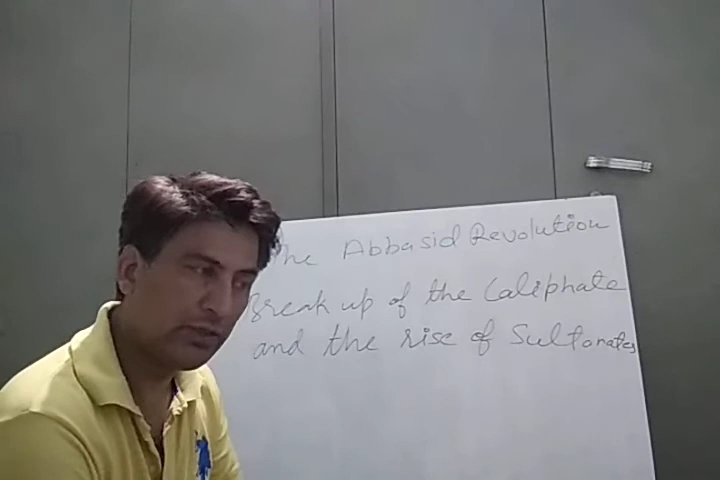 The Abbasid Revolution
Break up of the Caliphate
and the rise of Sultanates